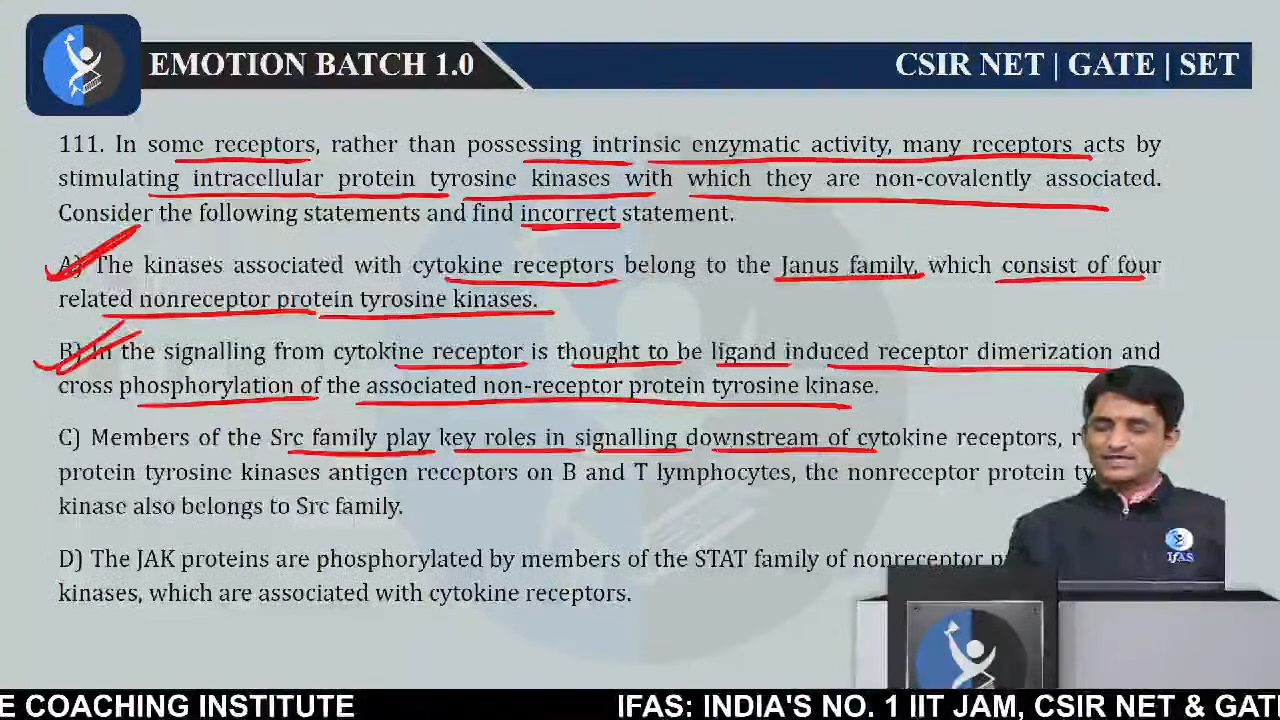 EMOTION BATCH 1.0
CSIR NET | GATE | SET
111. In some receptors, rather than possessing intrinsic enzymatic activity, many receptors acts by
stimulating intracellular protein tyrosine kinases with which they are non-covalently associated.
Consider the following statements and find incorrect statement.
A) The kinases associated with cytokine receptors belong to the Janus family, which consist of four
related nonreceptor protein tyrosine kinases.
B) In the signalling from cytokine receptor is thought to be ligand induced receptor dimerization and
cross phosphorylation of the associated non-receptor protein tyrosine kinase.
C) Members of the Src family play key roles in signalling downstream of cytokine receptors,
protein tyrosine kinases antigen receptors on B and T lymphocytes, the nonreceptor protein
kinase also belongs to Src family.
D) The JAK proteins are phosphorylated by members of the STAT family of nonreceptor
kinases, which are associated with cytokine receptors.
IFAS
E COACHING INSTITUTE
IFAS: INDIA'S NO. 1 IIT JAM, CSIR NET & GATE